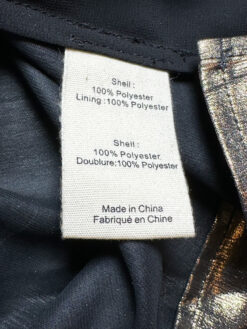 Shell :
100% Polyester
Lining :100% Polyester
Shell :
100% Polyester
Doublure:100% Polyester
Made in China
Fabriqué en Chine